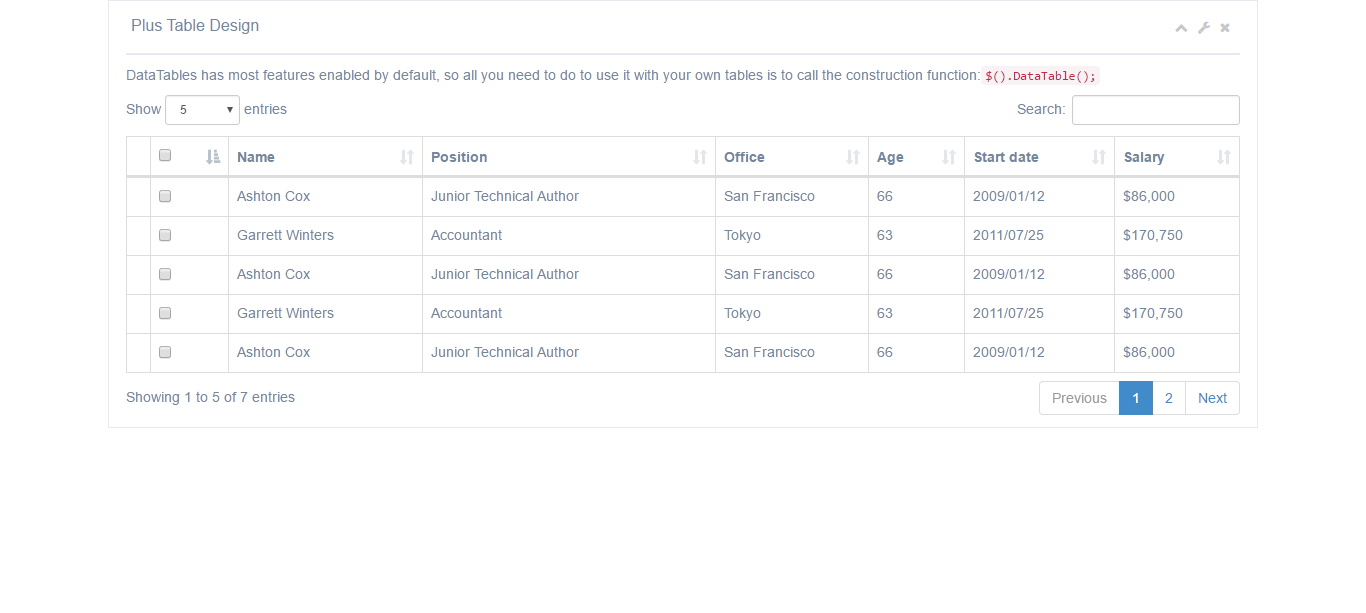 Plus Table Design
DataTables has most features enabled by default, so all you need to do to use it with your own tables is to call the construction function: $().DataTable();
Show 5 entries Search:
Name Position Office Age Start date Salary
Ashton Cox Junior Technical Author San Francisco 66 2009/01/12 $86,000
Garrett Winters Accountant Tokyo 63 2011/07/25 $170,750
Ashton Cox Junior Technical Author San Francisco 66 2009/01/12 $86,000
Garrett Winters Accountant Tokyo 63 2011/07/25 $170,750
Ashton Cox Junior Technical Author San Francisco 66 2009/01/12 $86,000
Showing 1 to 5 of 7 entries Previous 1 2 Next